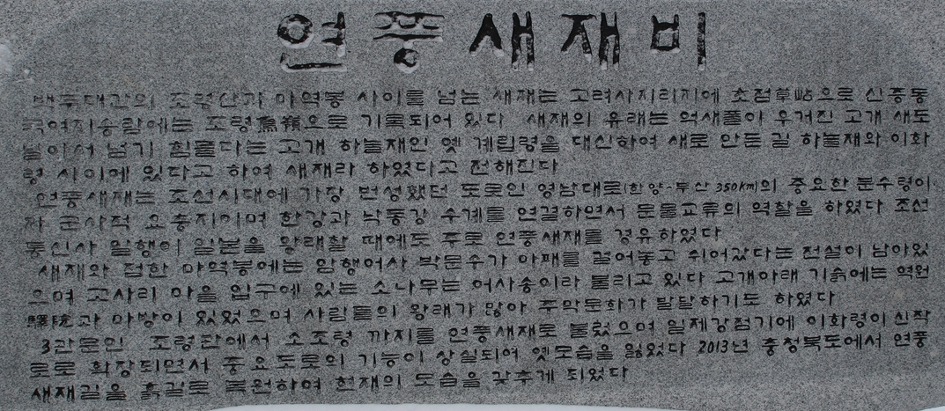 연풍새재비
백두대간의 조령산과 마역봉 사이를 넘는 새재는 고려사지리지에 초점草岾으로 신증동
국여지승람에는 조령鳥嶺으로 기록되어 있다 새재의 유래는 억새풀이 우거진 고개 새도
날아서 넘기 힘들다는 고개 하늘재인 옛 계립령을 대신하여 새로 만든 길 하늘재와 이화
령 사이에 있다고 하여 새재라 하였다고 전해진다
연풍새재는 조선시대에 가장 번성했던 도로인 영남대로(한양-부산 350km)의 중요한 분수령이
자 군사적 요충지이며 한강과 낙동강 수계를 연결하면서 문물교류의 역할을 하였다 조선
통신사 일행이 일본을 왕래할 때에도 주로 연풍새재를 경유하였다
새재와 접한 마역봉에는 암행어사 박문수가 마패를 걸어놓고 쉬어갔다는 전설이 남아있
으며 고사리 마을 입구에 있는 소나무는 어사송이라 불리고 있다 고개아래 기슭에는 역원
驛院과 마방이 있었으며 사람들의 왕래가 많아 주막문화가 발달하기도 하였다
3관문인 조령관에서 소조령 까지를 연풍새재로 불렀으며 일제강점기에 이화령이 신작
로로 확장되면서 중요도로의 기능이 상실되어 옛모습을 잃었다 2013년 충청북도에서 연풍
새재길을 흙길로 복원하여 현재의 모습을 갖추게 되었다